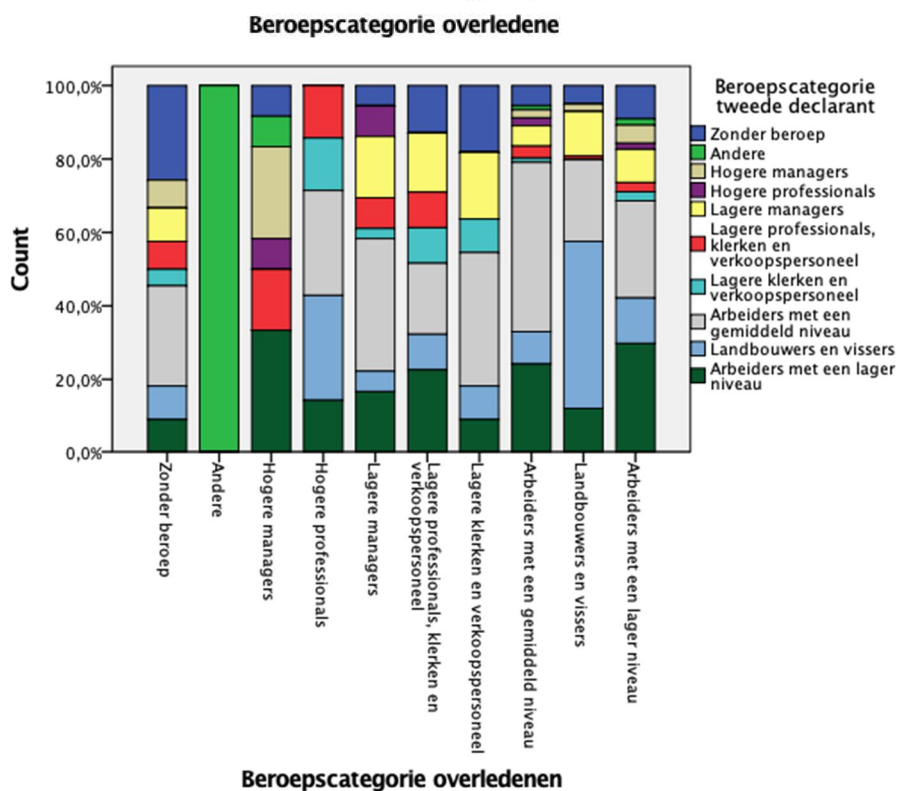 Beroepscategorie overledene
Count
100,0%
80,0%
60,0%
40,0%
20,0%
0,0%
Zonder beroep
Andere
Hogere managers
Hogere professionals
Lagere managers
Lagere professionals, klerken en
verkoopspersoneel
Lagere klerken en verkoopspersoneel
Arbeiders met een gemiddeld niveau
Landbouwers en vissers
Arbeiders met een lager niveau
Beroepscategorie overledenen
Beroepscategorie
tweede declarant
Zonder beroep
Andere
Hogere managers
Hogere professionals
Lagere managers
Lagere professionals,
klerken en
verkoopspersoneel
Lagere klerken en
verkoopspersoneel
Arbeiders met een
gemiddeld niveau
Landbouwers en vissers
Arbeiders met een lager
niveau